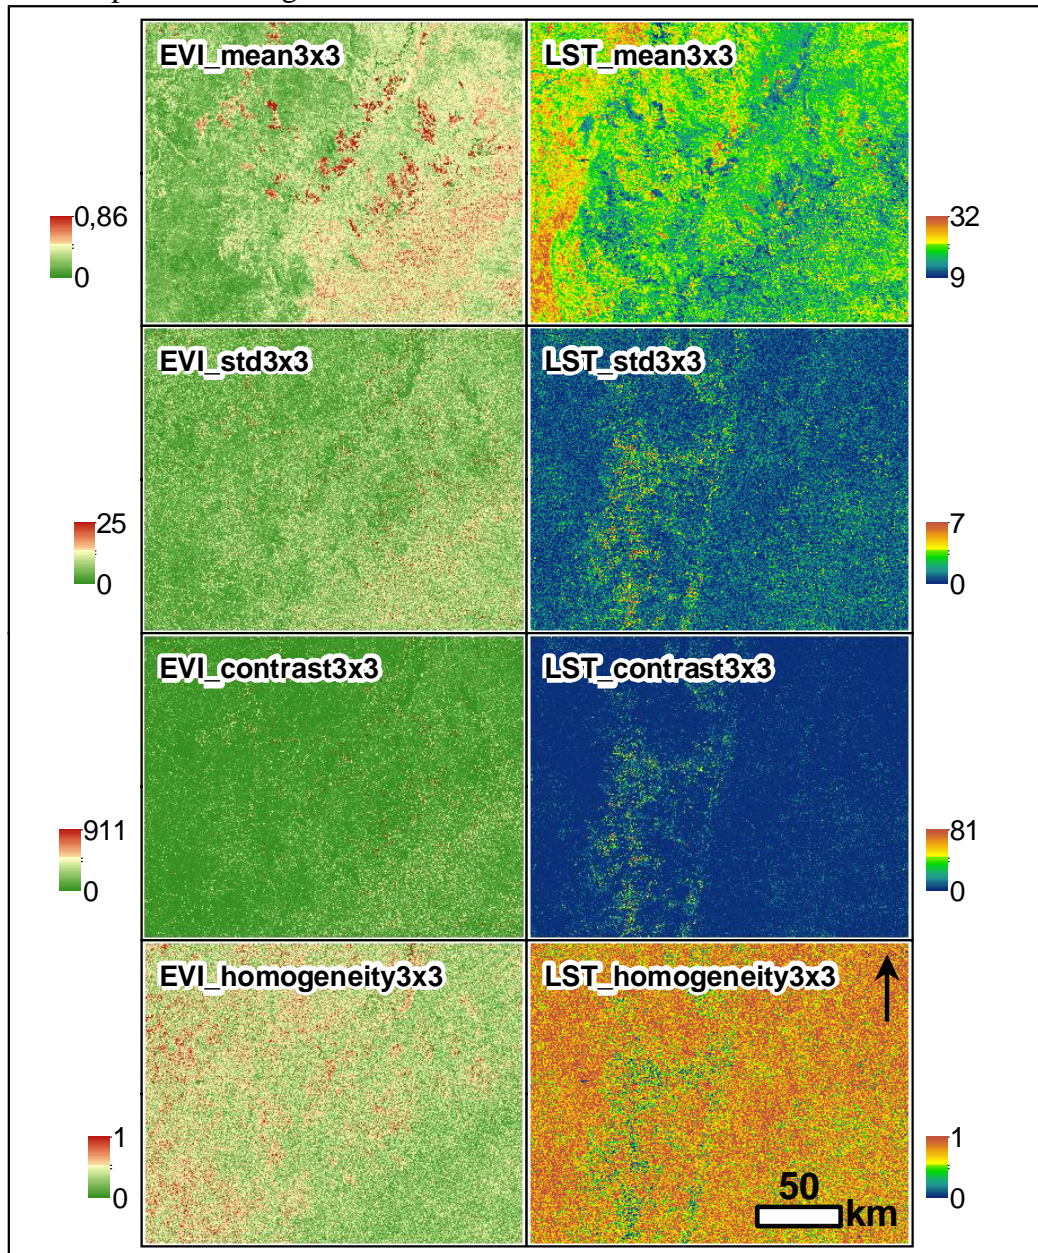 EVI_mean3x3 LST_mean3x3
0,86 32
0 9
EVI_std3x3 LST_std3x3
25 7
0 0
EVI_contrast3x3 LST_contrast3x3
911 81
0 0
EVI_homogeneity3x3 LST_homogeneity3x3
1 1
0 0
50
km